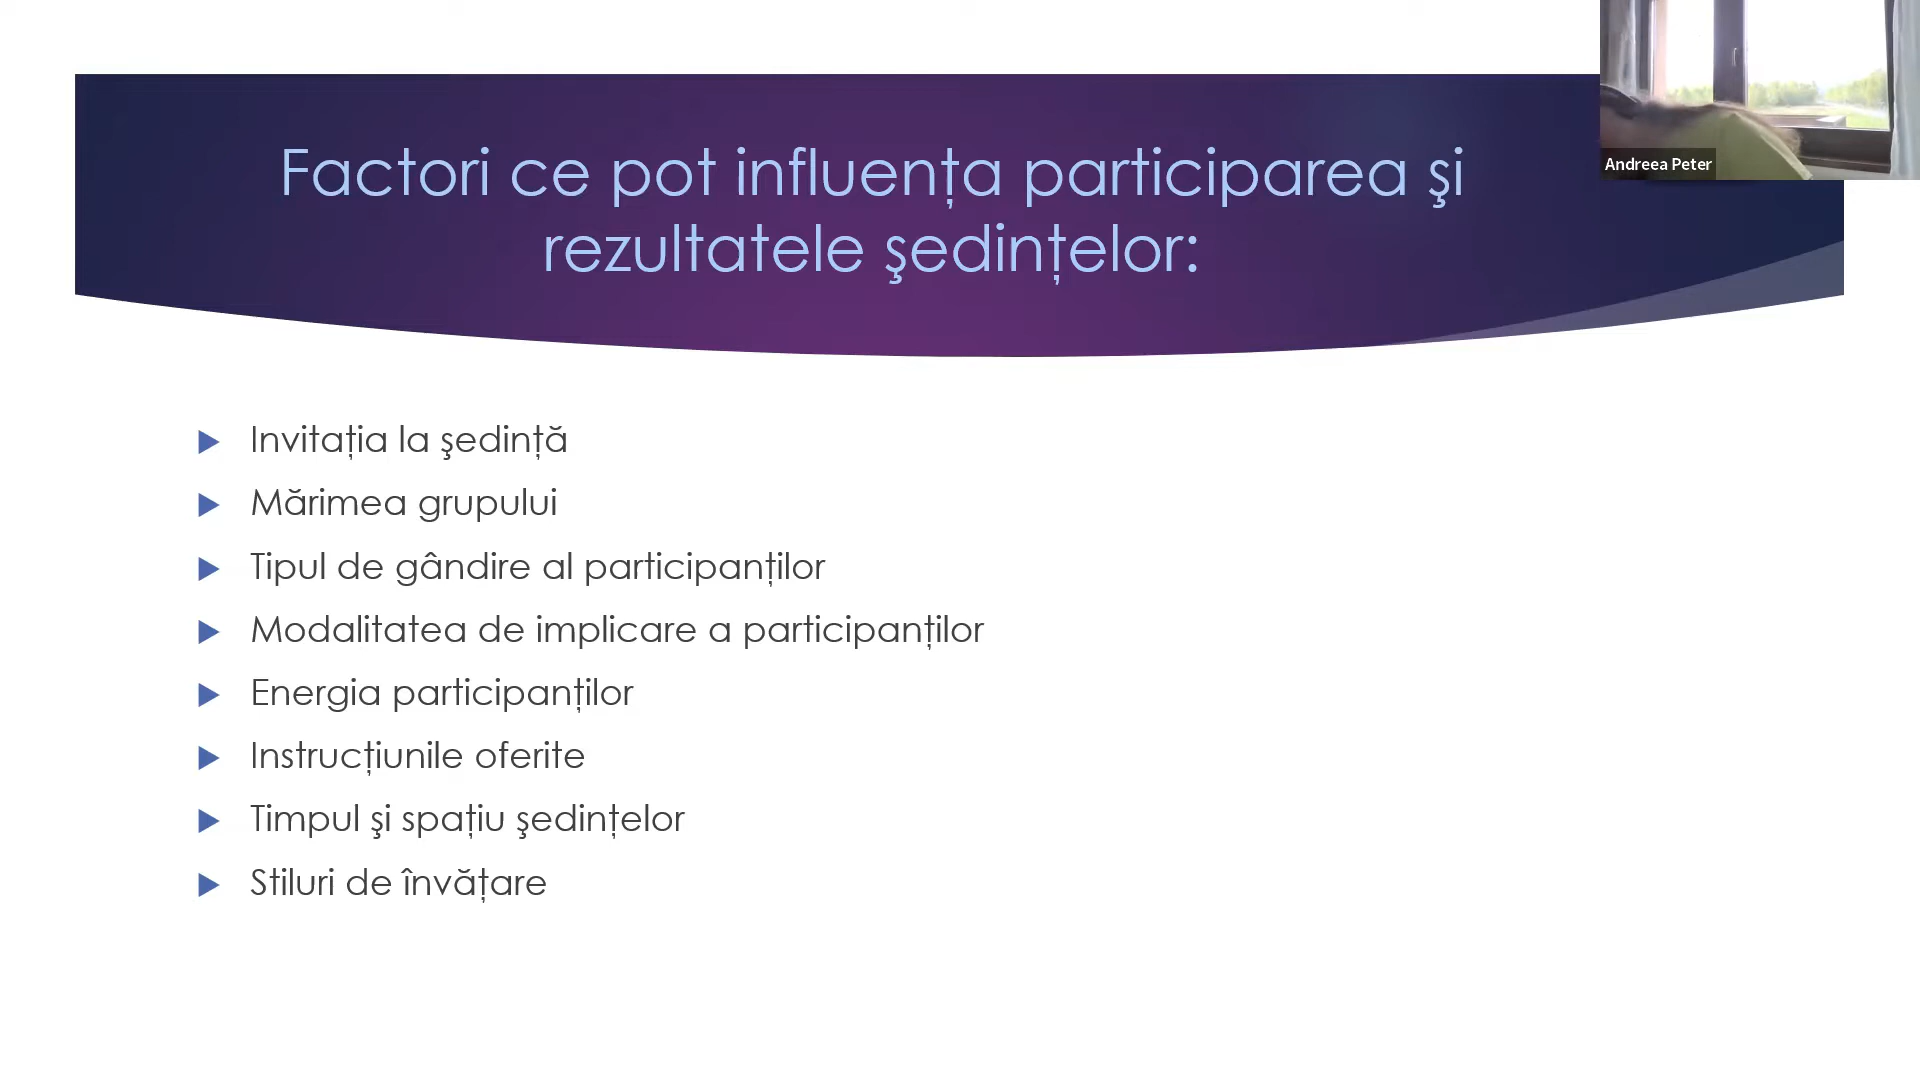 Factori ce pot influența participarea şi
rezultatele şedințelor:
Andreea Peter
Invitația la şedință
Mărimea grupului
Tipul de gândire al participanților
Modalitatea de implicare a participanților
Energia participanților
Instrucțiunile oferite
Timpul şi spațiu şedințelor
Stiluri de învățare